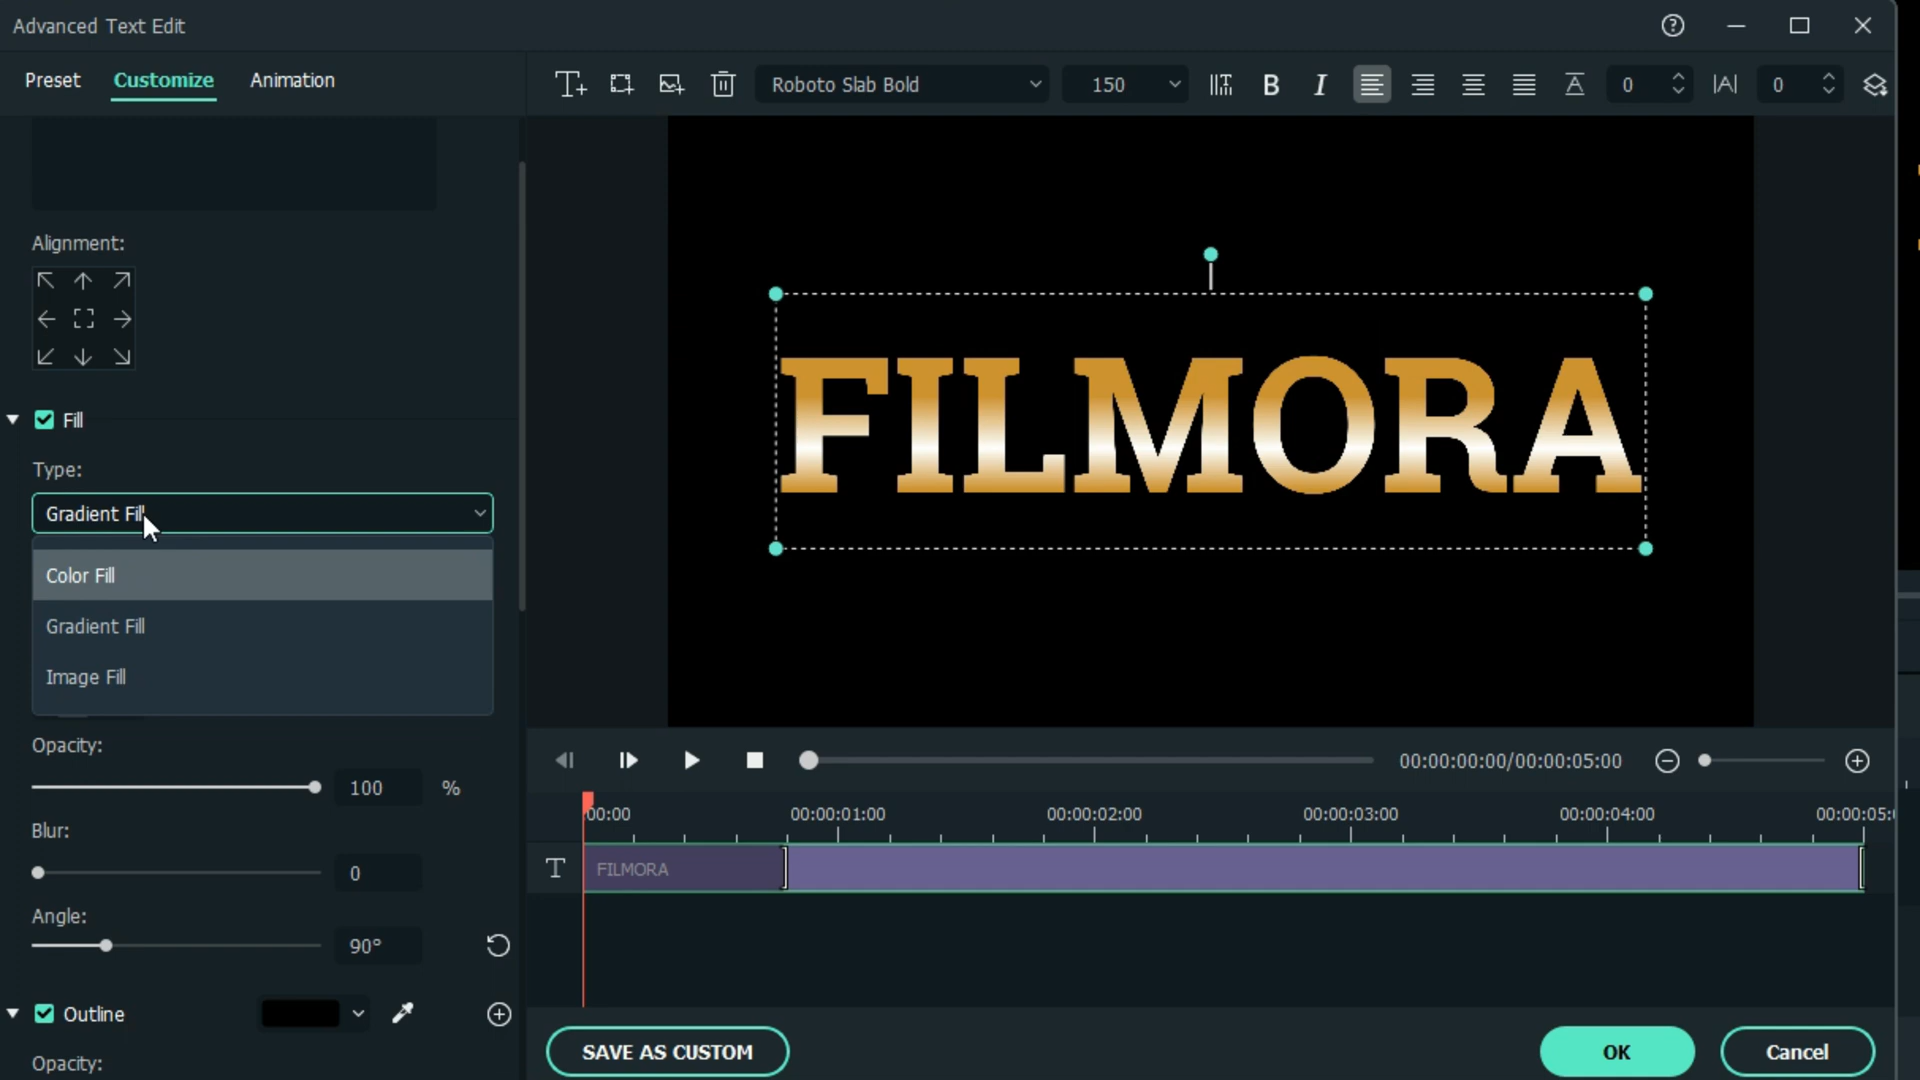 Advanced Text Edit
Preset
Customize
Animation
Roboto Slab Bold
150
B
I
0
0
Alignment:
Fill
Type:
Gradient Fill
Color Fill
Gradient Fill
Image Fill
Opacity:
100
%
Blur:
0
Angle:
90°
Outline
Opacity:
FILMORA
00:00:00:00/00:00:05:00
00:00
00:00:01:00
00:00:02:00
00:00:03:00
00:00:04:00
00:00:05:
T
FILMORA
SAVE AS CUSTOM
OK
Cancel